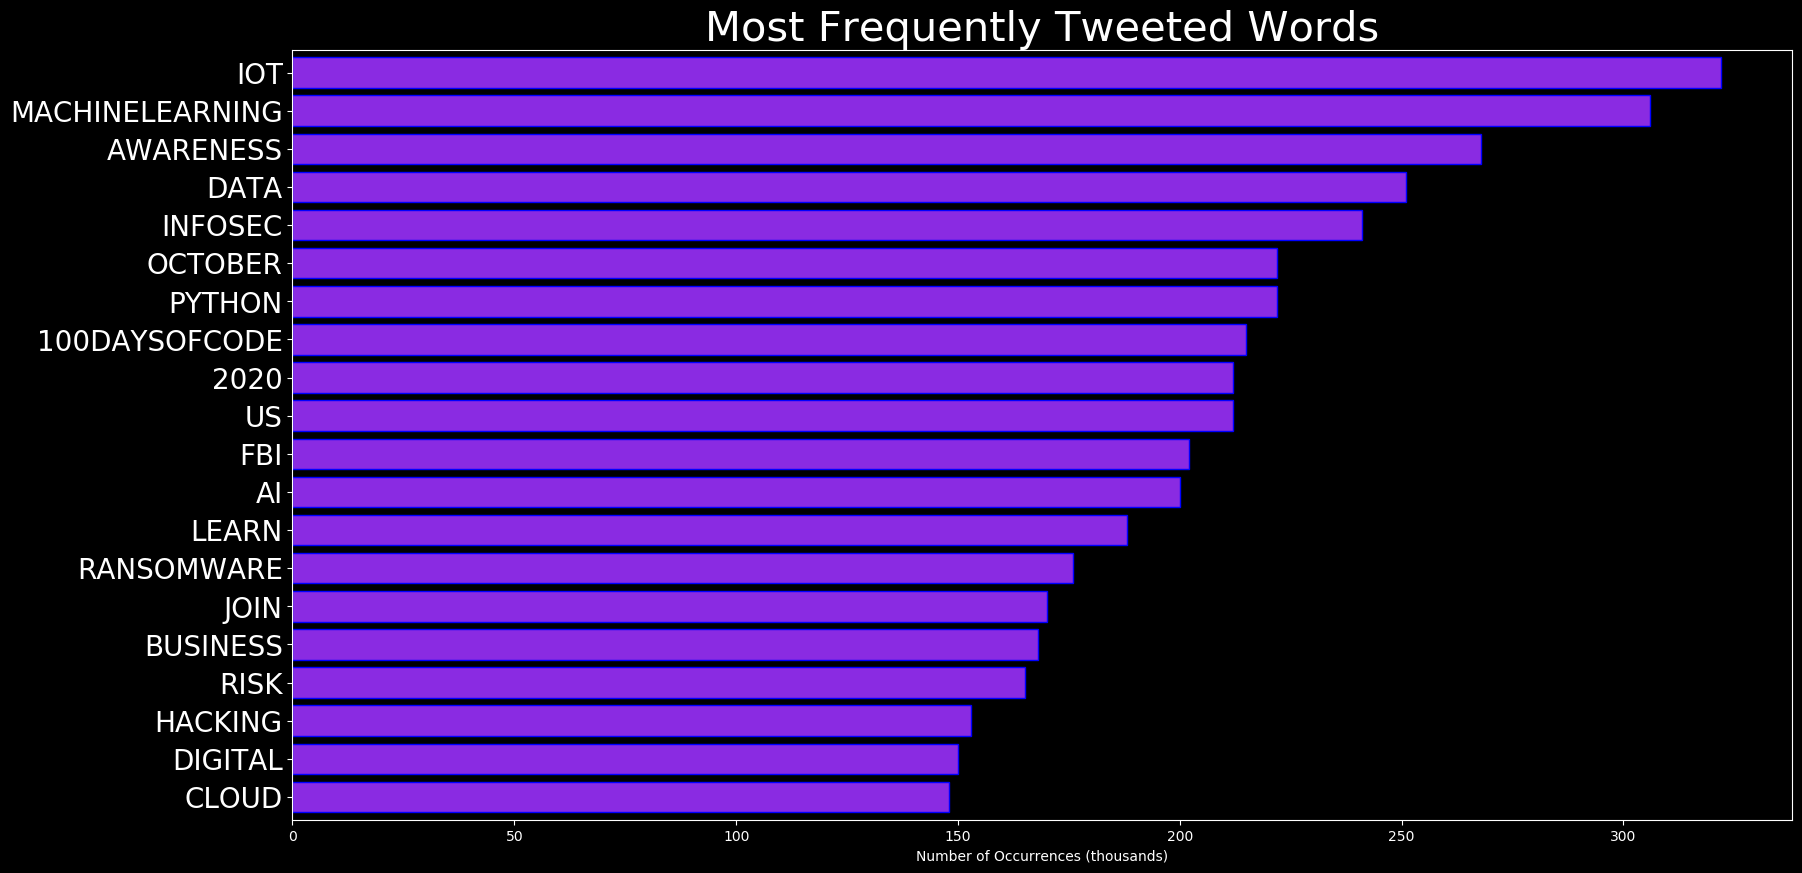 Most Frequently Tweeted Words
IOT
MACHINELEARNING
AWARENESS
DATA
INFOSEC
OCTOBER
PYTHON
100DAYSOFCODE
2020
US
FBI
AI
LEARN
RANSOMWARE
JOIN
BUSINESS
RISK
HACKING
DIGITAL
CLOUD
0 50 100 150 200 250 300
Number of Occurrences (thousands)